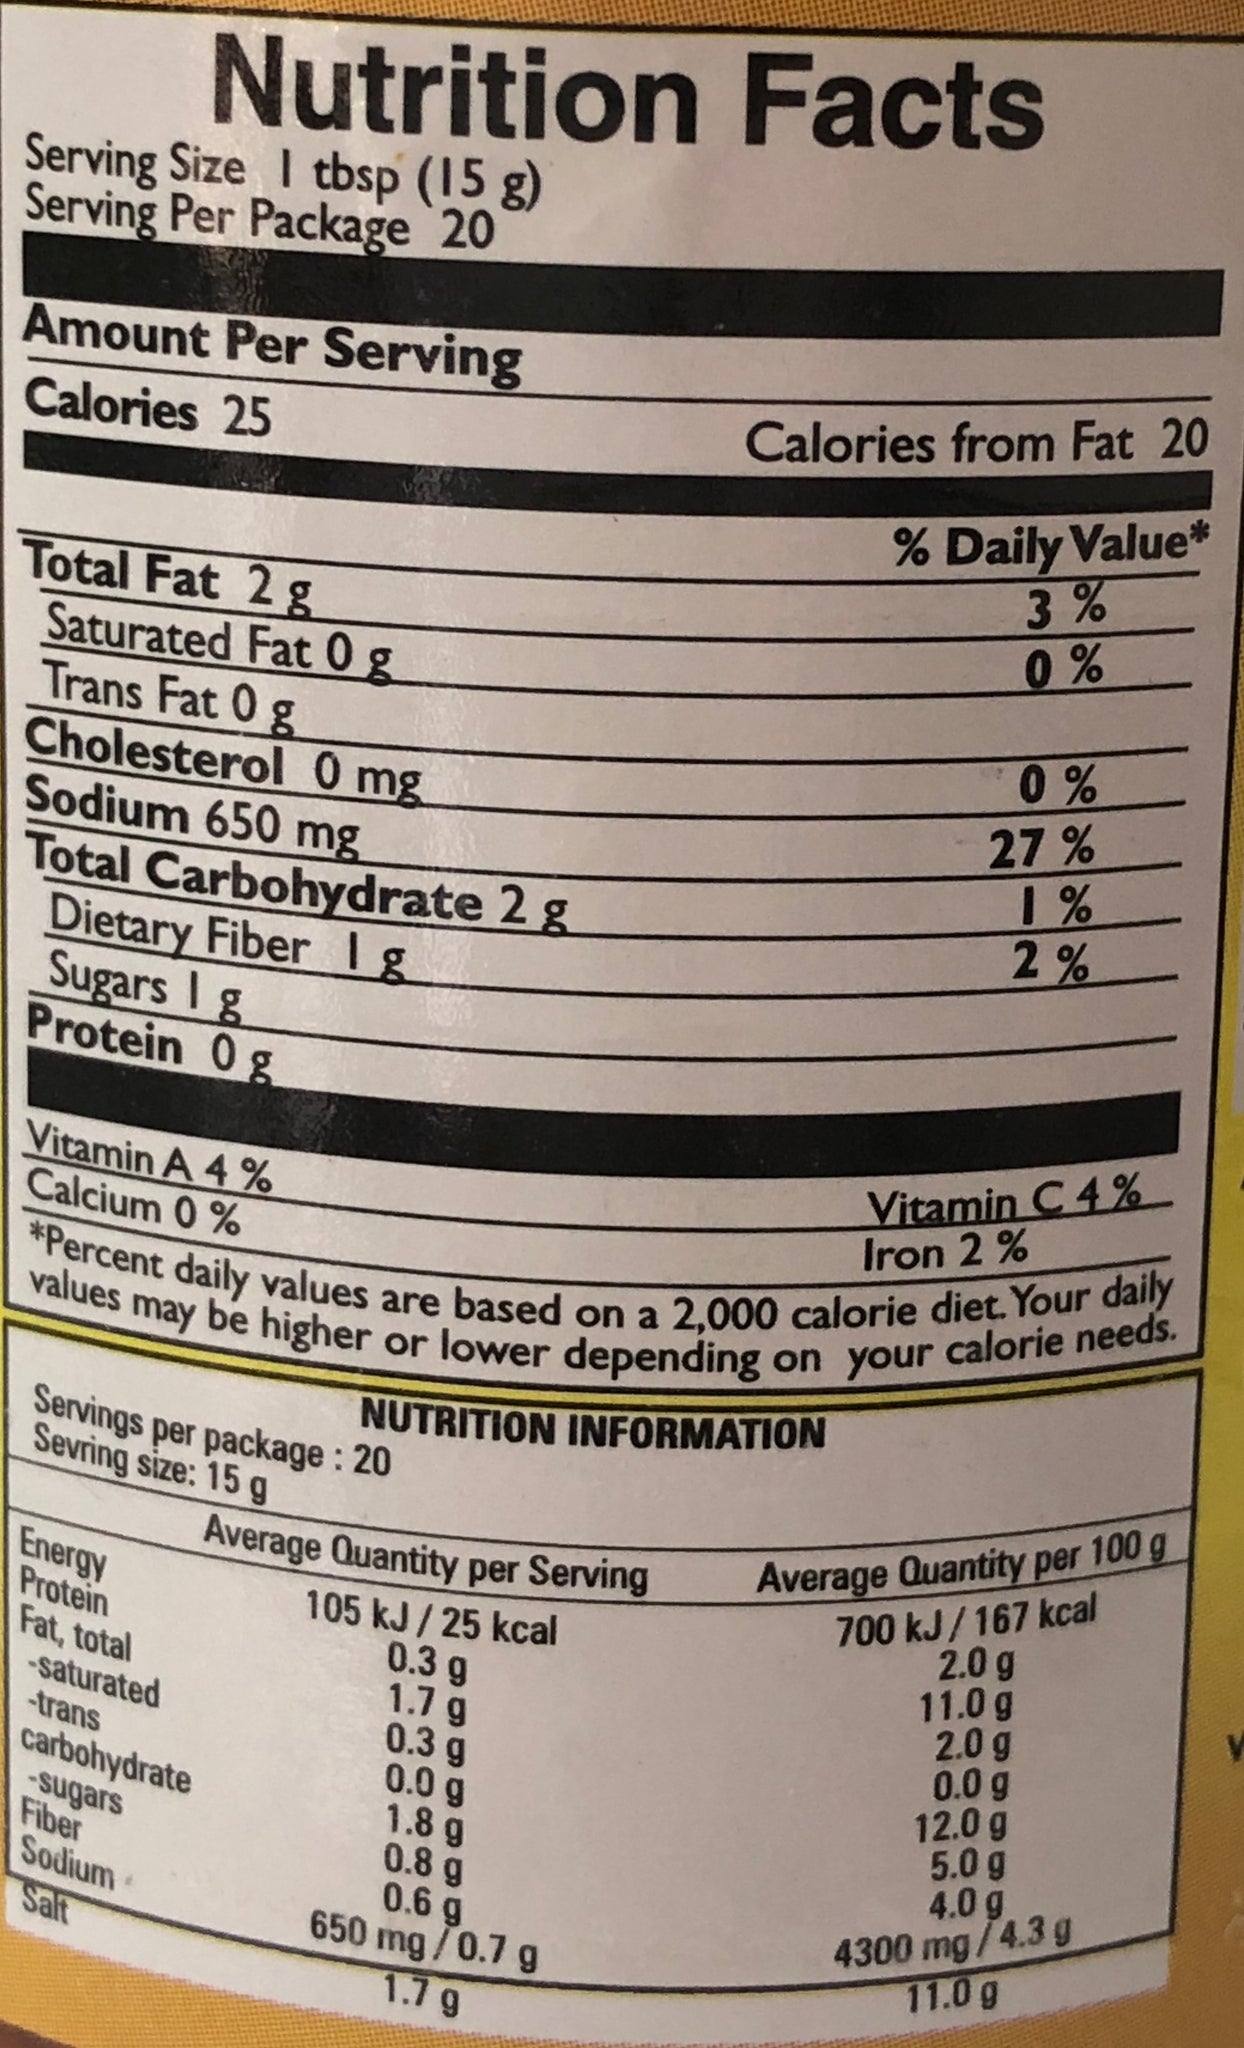 Nutrition Facts
Serving Size 1 tbsp (15 g)
Serving Per Package 20
Amount Per Serving
Calories 25 Calories from Fat 20
% Daily Value*
Total Fat 2 g 3 %
Saturated Fat 0 g 0 %
Trans Fat 0 g
Cholesterol 0 mg 0 %
Sodium 650 mg 27 %
Total Carbohydrate 2 g 1 %
Dietary Fiber 1 g 2 %
Sugars 1 g
Protein 0 g
Vitamin A 4 % Vitamin C 4 %
Calcium 0 % Iron 2 %
*Percent daily values are based on a 2,000 calorie diet. Your daily
values may be higher or lower depending on your calorie needs.
NUTRITION INFORMATION
Servings per package : 20
Sevring size: 15 g
Average Quantity per Serving Average Quantity per 100 g
Energy 105 kJ / 25 kcal 700 kJ / 167 kcal
Protein 0.3 g 2.0 g
Fat, total 1.7 g 11.0 g
-saturated 0.3 g 2.0 g
-trans 0.0 g 0.0 g
carbohydrate 1.8 g 12.0 g
-sugars 0.8 g 5.0 g
Fiber 0.6 g 4.0 g
Sodium 650 mg / 0.7 g 4300 mg / 4.3 g
Salt 1.7 g 11.0 g